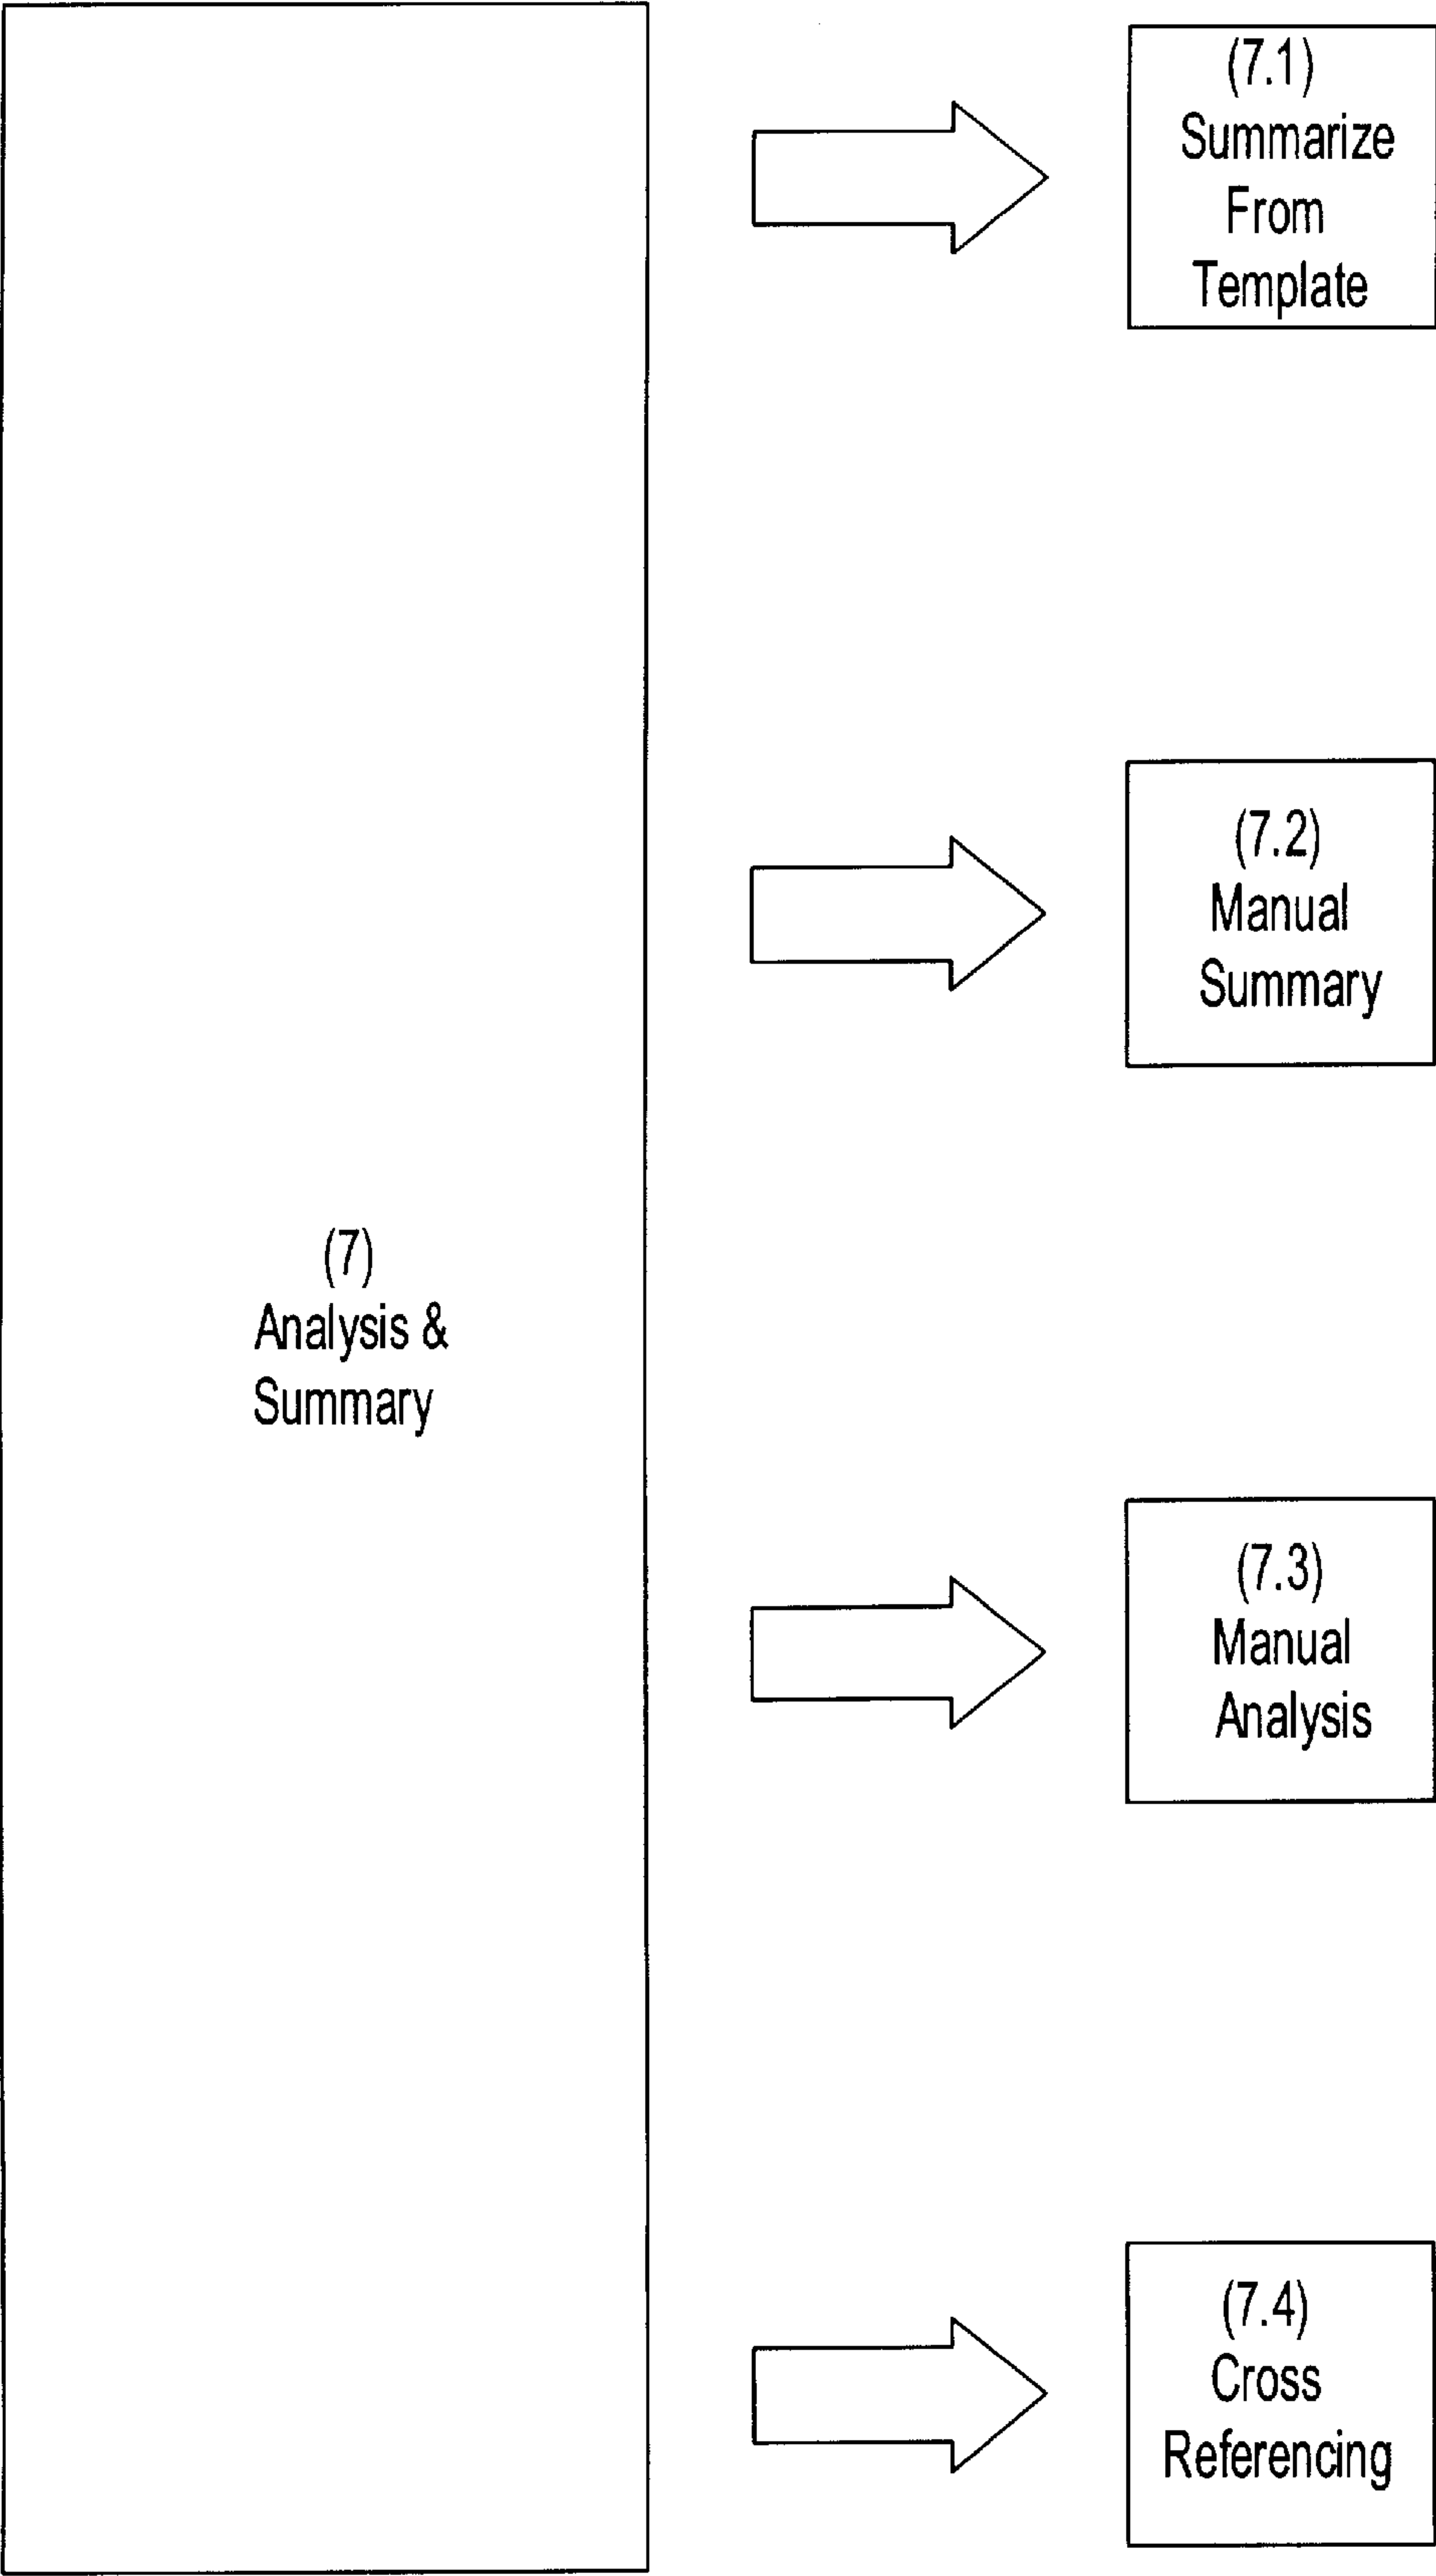 (7.1)
Summarize
From
Template
(7.2)
Manual
Summary
(7)
Analysis &
Summary
(7.3)
Manual
Analysis
(7.4)
Cross
Referencing